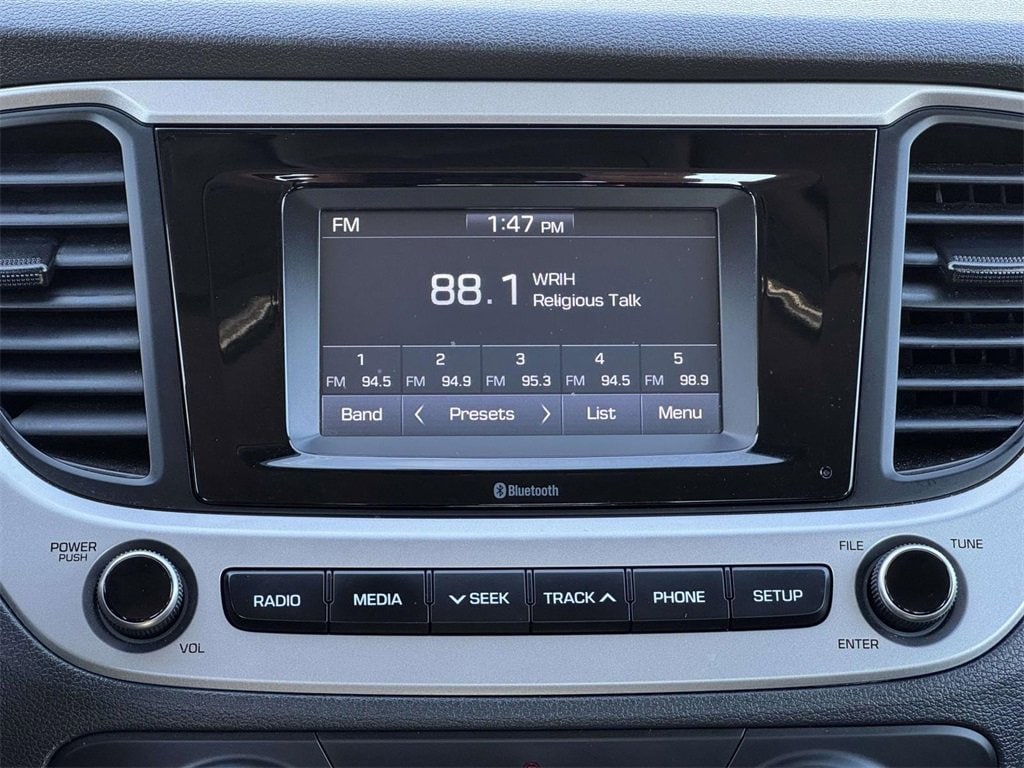 FM 1:47 PM
88.1 WRIH
Religious Talk
1 2 3 4 5
FM 94.5 FM 94.9 FM 95.3 FM 94.5 FM 98.9
Band < Presets > List Menu
Bluetooth
POWER
PUSH
VOL
RADIO MEDIA SEEK TRACK PHONE SETUP
FILE TUNE
ENTER